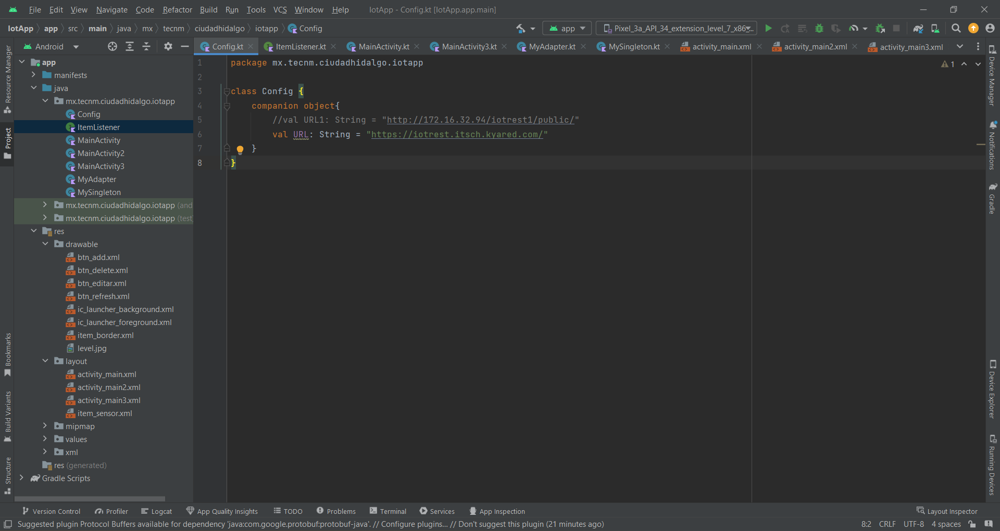 File Edit View Navigate Code Refactor Build Run Tools VCS Window Help IotApp - Config.kt [IotApp.app.main]
IotApp app src main java mx tecnm ciudadhidalgo iotapp Config app Pixel_3a_API_34_extension_level_7_x86_...
Android
Config.kt ItemListener.kt MainActivity.kt MainActivity3.kt MyAdapter.kt MySingleton.kt activity_main.xml activity_main2.xml activity_main3.xml
Resource Manager
Project
Bookmarks
Build Variants
Structure
app
manifests
java
mx.tecnm.ciudadhidalgo.iotapp
Config
ItemListener
MainActivity
MainActivity2
MainActivity3
MyAdapter
MySingleton
mx.tecnm.ciudadhidalgo.iotapp (and
mx.tecnm.ciudadhidalgo.iotapp (test
res
drawable
btn_add.xml
btn_delete.xml
btn_editar.xml
btn_refresh.xml
ic_launcher_background.xml
ic_launcher_foreground.xml
item_border.xml
level.jpg
layout
activity_main.xml
activity_main2.xml
activity_main3.xml
item_sensor.xml
mipmap
values
xml
res (generated)
Gradle Scripts
1 package mx.tecnm.ciudadhidalgo.iotapp
2
3 class Config {
4 companion object{
5 //val URL1: String = "http://172.16.32.94/iotrest1/public/"
6 val URL: String = "https://iotrest.itsch.kyared.com/"
7 }
8 }
1
Device Manager
Notifications
Gradle
Device Explorer
Running Devices
Version Control Profiler Logcat App Quality Insights TODO Problems Terminal Services App Inspection Layout Inspector
Suggested plugin Protocol Buffers available for dependency 'java:com.google.protobuf:protobuf-java'. // Configure plugins... // Don't suggest this plugin (21 minutes ago) 8:2 CRLF UTF-8 4 spaces